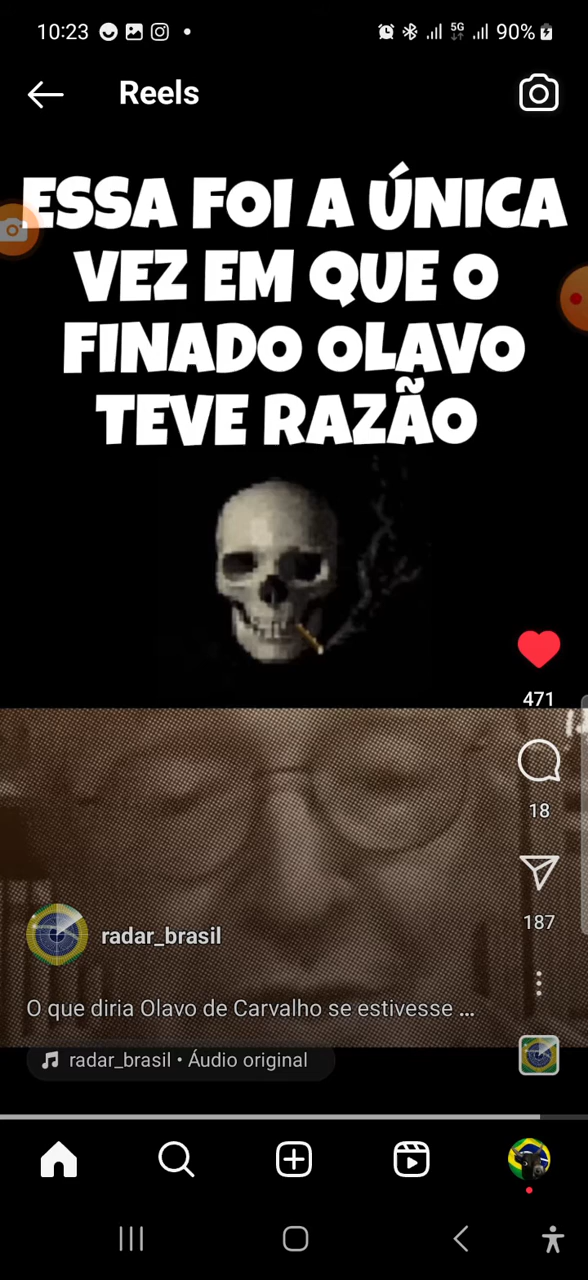 10:23
5G
90%
Reels
ESSA FOI A ÚNICA
VEZ EM QUE O
FINADO OLAVO
TEVE RAZÃO
471
18
187
radar_brasil
O que diria Olavo de Carvalho se estivesse ...
radar_brasil • Áudio original